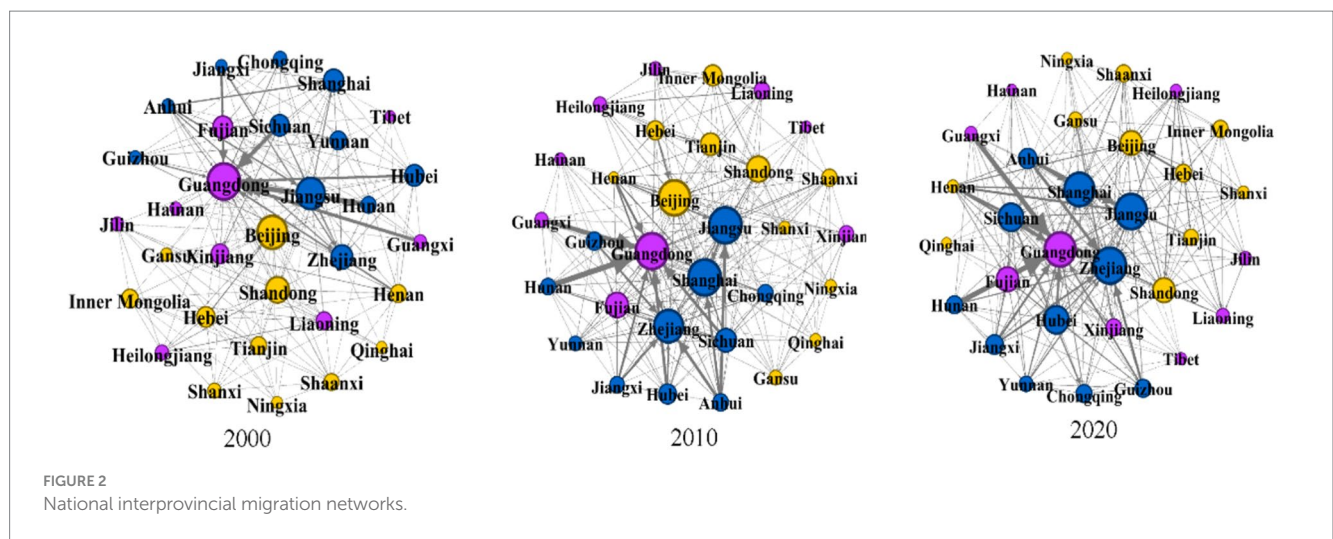 Chongqing
Jiangxi
Shanghai
Anhui
Tibet
Fujian
Sichuan
Yunnan
Guizhou
Hubei
Guangdong
Jiangsu
Hunan
Hainan
Jilin
Guangxi
Beijing
Gansu
Xinjiang
Zhejiang
Inner Mongolia
Shandong
Henan
Hebei
Liaoning
Heilongjiang
Tianjin
Qinghai
Shanxi
Shaanxi
Ningxia
2000
Jilin
Inner Mongolia
Liaoning
Heilongjiang
Hebei
Tibet
Tianjin
Hainan
Shandong
Henan
Shaanxi
Beijing
Guangxi
Jiangsu
Shanxi
Xinjian
Guizhou
Guangdong
Shanghai
Hunan
Chongqing
Ningxia
Fujian
Zhejiang
Sichuan
Yunnan
Qinghai
Gansu
Jiangxi
Hubei
Anhui
2010
Ningxia
Shaanxi
Hainan
Heilongjiang
Gansu
Inner Mongolia
Guangxi
Beijing
Anhui
Hebei
Henan
Shanghai
Shanxi
Sichuan
Jiangsu
Qinghai
Tianjin
Guangdong
Zhejiang
Jilin
Fujian
Shandong
Hunan
Hubei
Xinjiang
Liaoning
Jiangxi
Tibet
Yunnan
Chongqing
Guizhou
2020
FIGURE 2
National interprovincial migration networks.